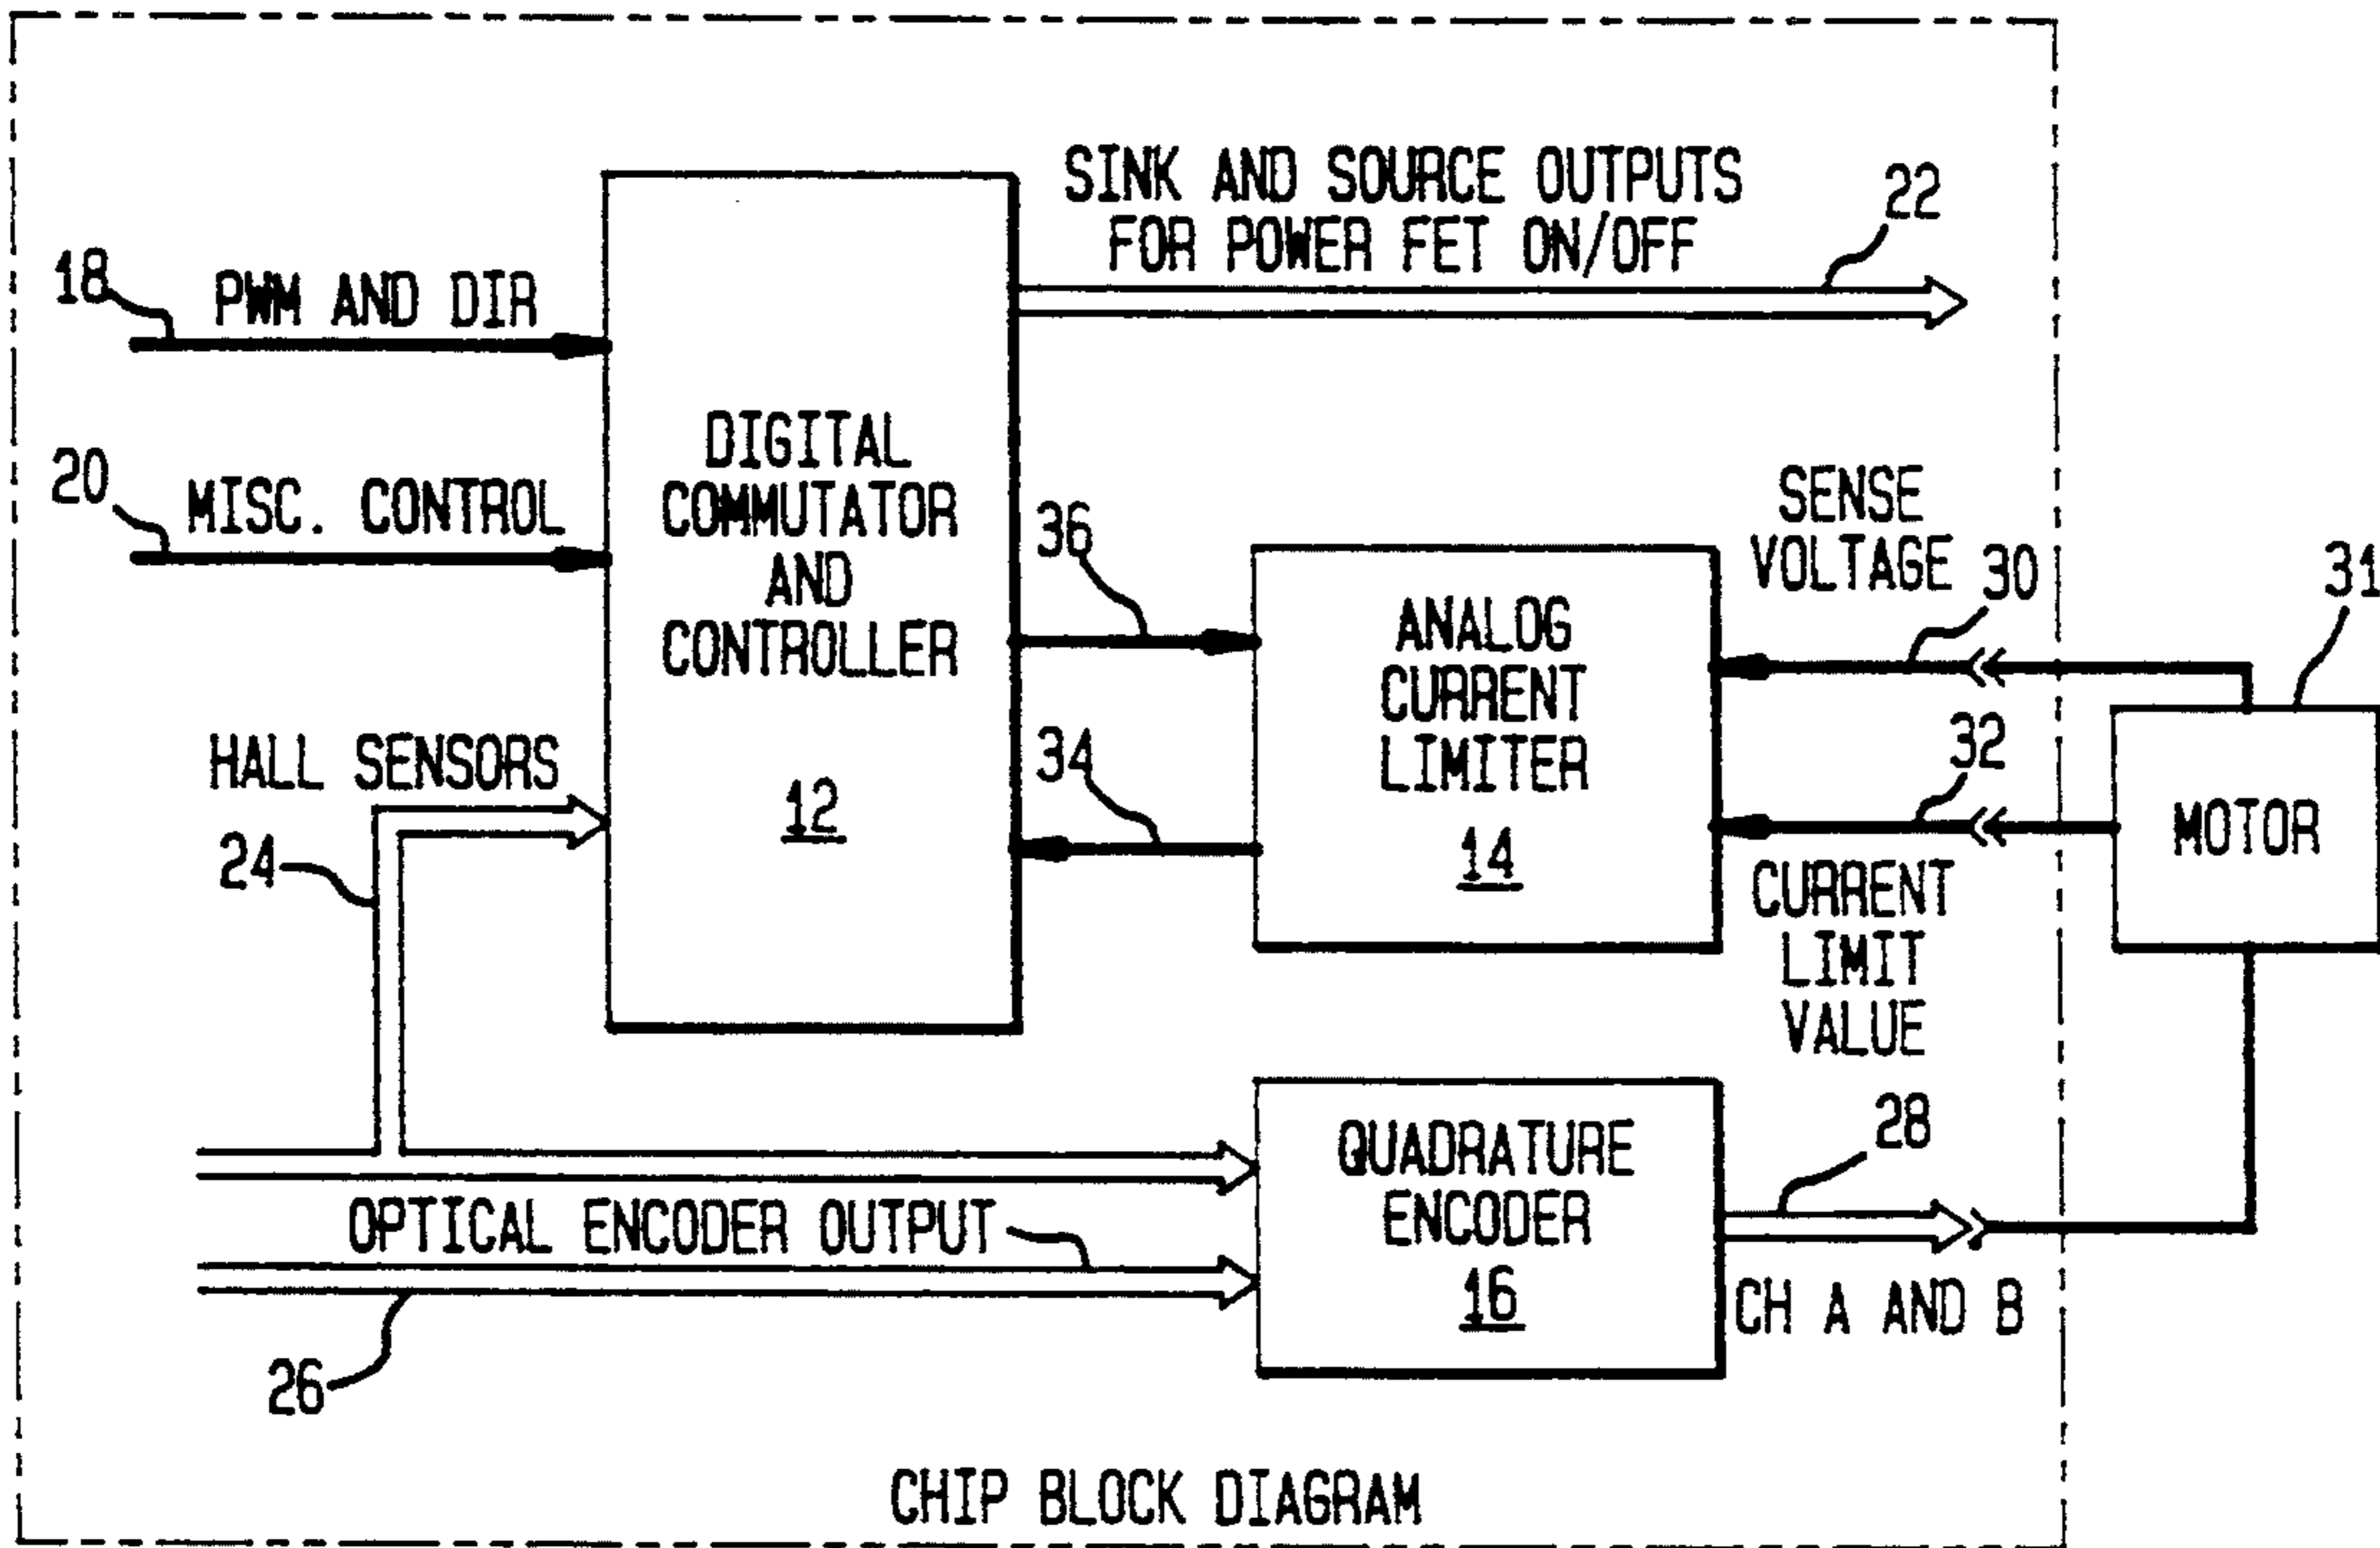 SINK AND SOURCE OUTPUTS
FOR POWER FET ON/OFF
22
18
PWM AND DIR
20
MISC. CONTROL
DIGITAL
COMMUTATOR
AND
CONTROLLER
12
36
34
ANALOG
CURRENT
LIMITER
14
SENSE
VOLTAGE
30
31
32
MOTOR
CURRENT
LIMIT
VALUE
HALL SENSORS
24
OPTICAL ENCODER OUTPUT
26
QUADRATURE
ENCODER
16
28
CH A AND B
CHIP BLOCK DIAGRAM